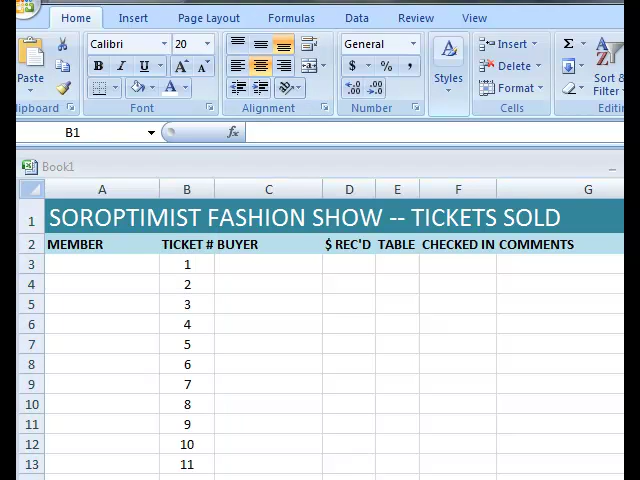 Home Insert Page Layout Formulas Data Review View
Calibri 20 General Insert Σ
Paste B I U A A $ % , Styles Delete Sort &
Format Filter
lipboard Font Alignment Number Cells Editin
B1 fx
Book1
A B C D E F G
1 SOROPTIMIST FASHION SHOW -- TICKETS SOLD
2 MEMBER TICKET # BUYER $ REC'D TABLE CHECKED IN COMMENTS
3 1
4 2
5 3
6 4
7 5
8 6
9 7
10 8
11 9
12 10
13 11